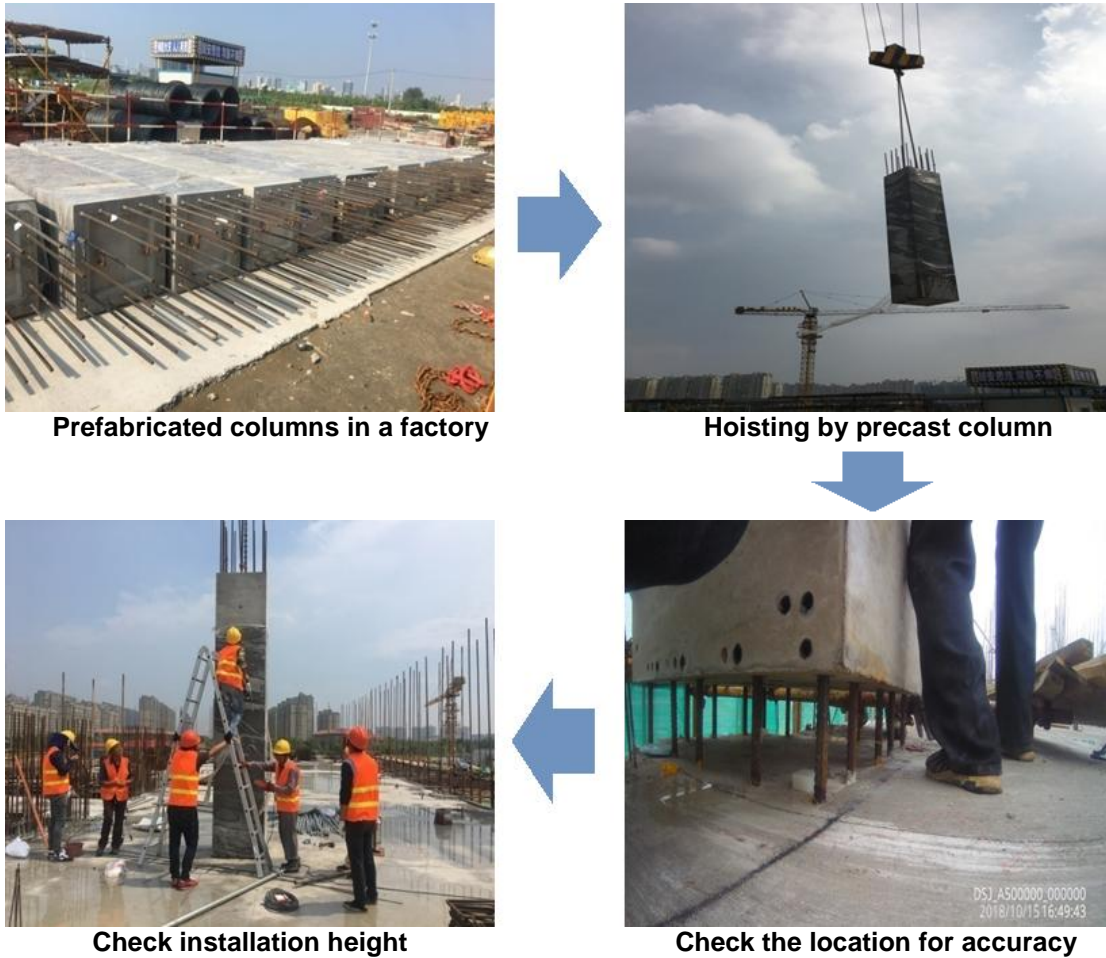 Prefabricated columns in a factory
Hoisting by precast column
DSJ_A500000_000000
2018/10/15 16:49:43
Check installation height
Check the location for accuracy